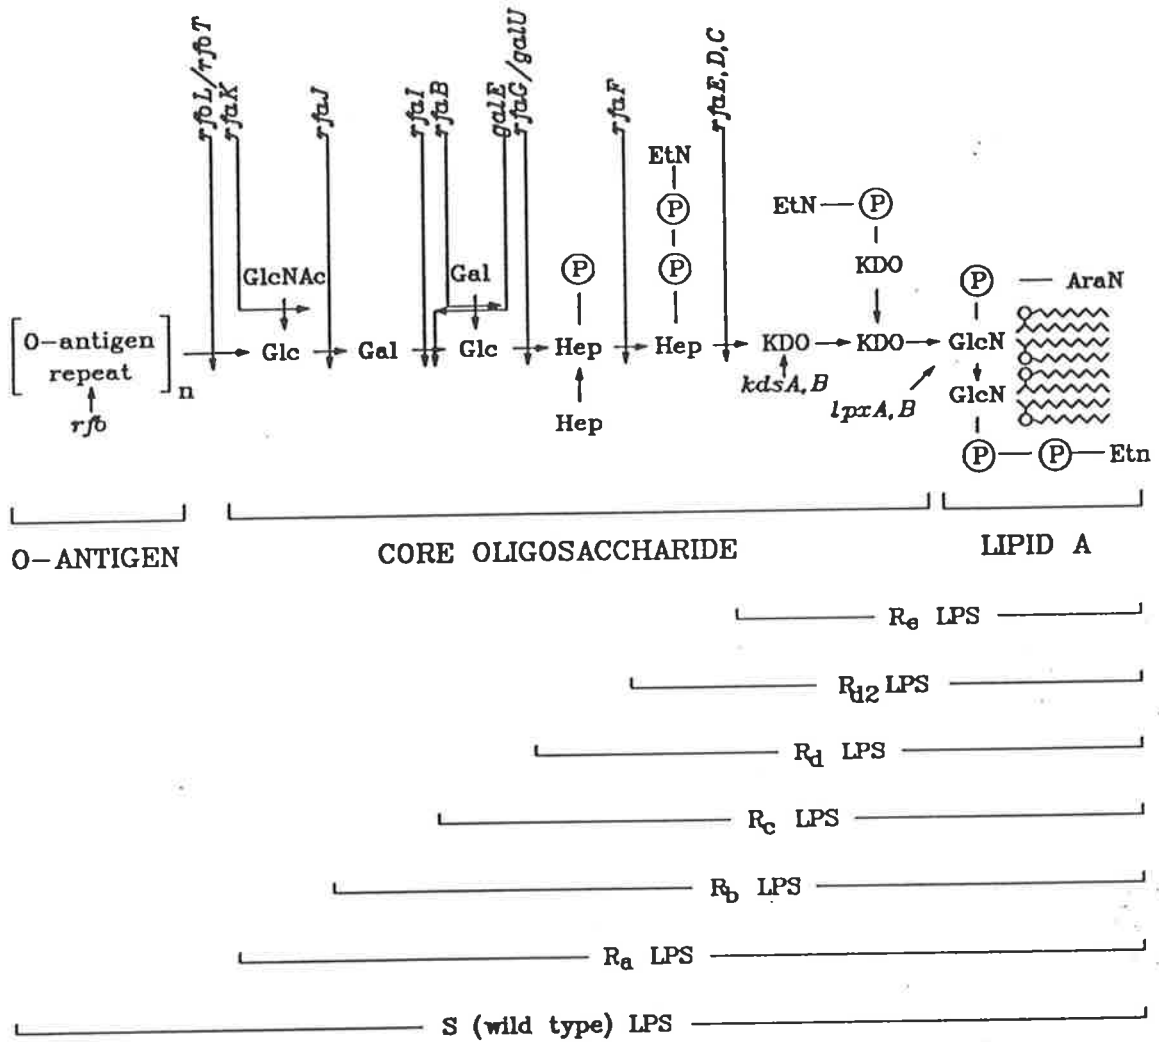 rfbL/rfbT
rfaK
rfaJ
rfaI
rfaB
galE
rfaG/galU
rfaF
rfaE,D,C
EtN
P
EtN P
P
KDO
GlcNAc
Gal
P
P
AraN
O-antigen
repeat
n
rfb
Glc Gal Glc Hep Hep KDO KDO GlcN
kdsA,B
lpxA,B
GlcN
Hep
P P Etn
O-ANTIGEN CORE OLIGOSACCHARIDE LIPID A
Re LPS
Rd2 LPS
Rd LPS
Rc LPS
Rb LPS
Ra LPS
S (wild type) LPS